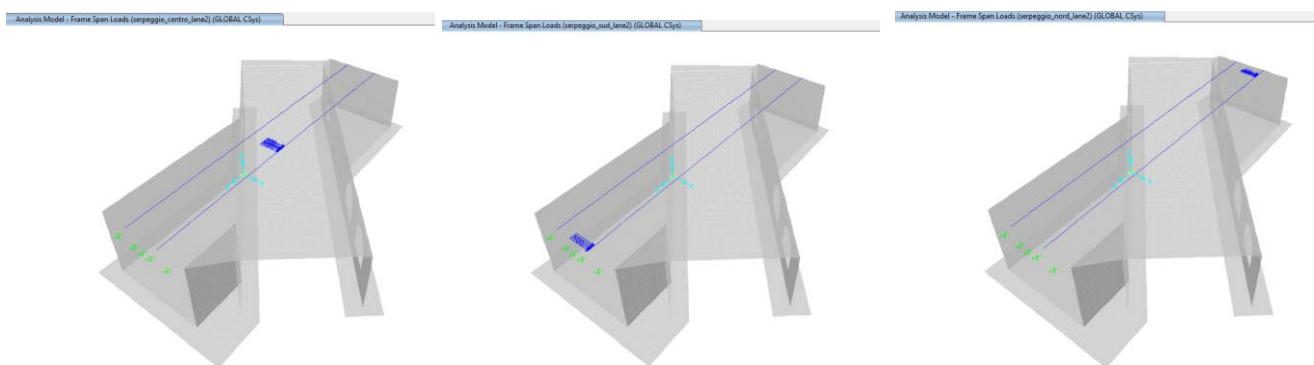 Analysis Model - Frame Span Loads (serpeggio_centro_lane2) (GLOBAL CSys)
Analysis Model - Frame Span Loads (serpeggio_sud_lane2) (GLOBAL CSys)
Analysis Model - Frame Span Loads (serpeggio_nord_lane2) (GLOBAL CSys)